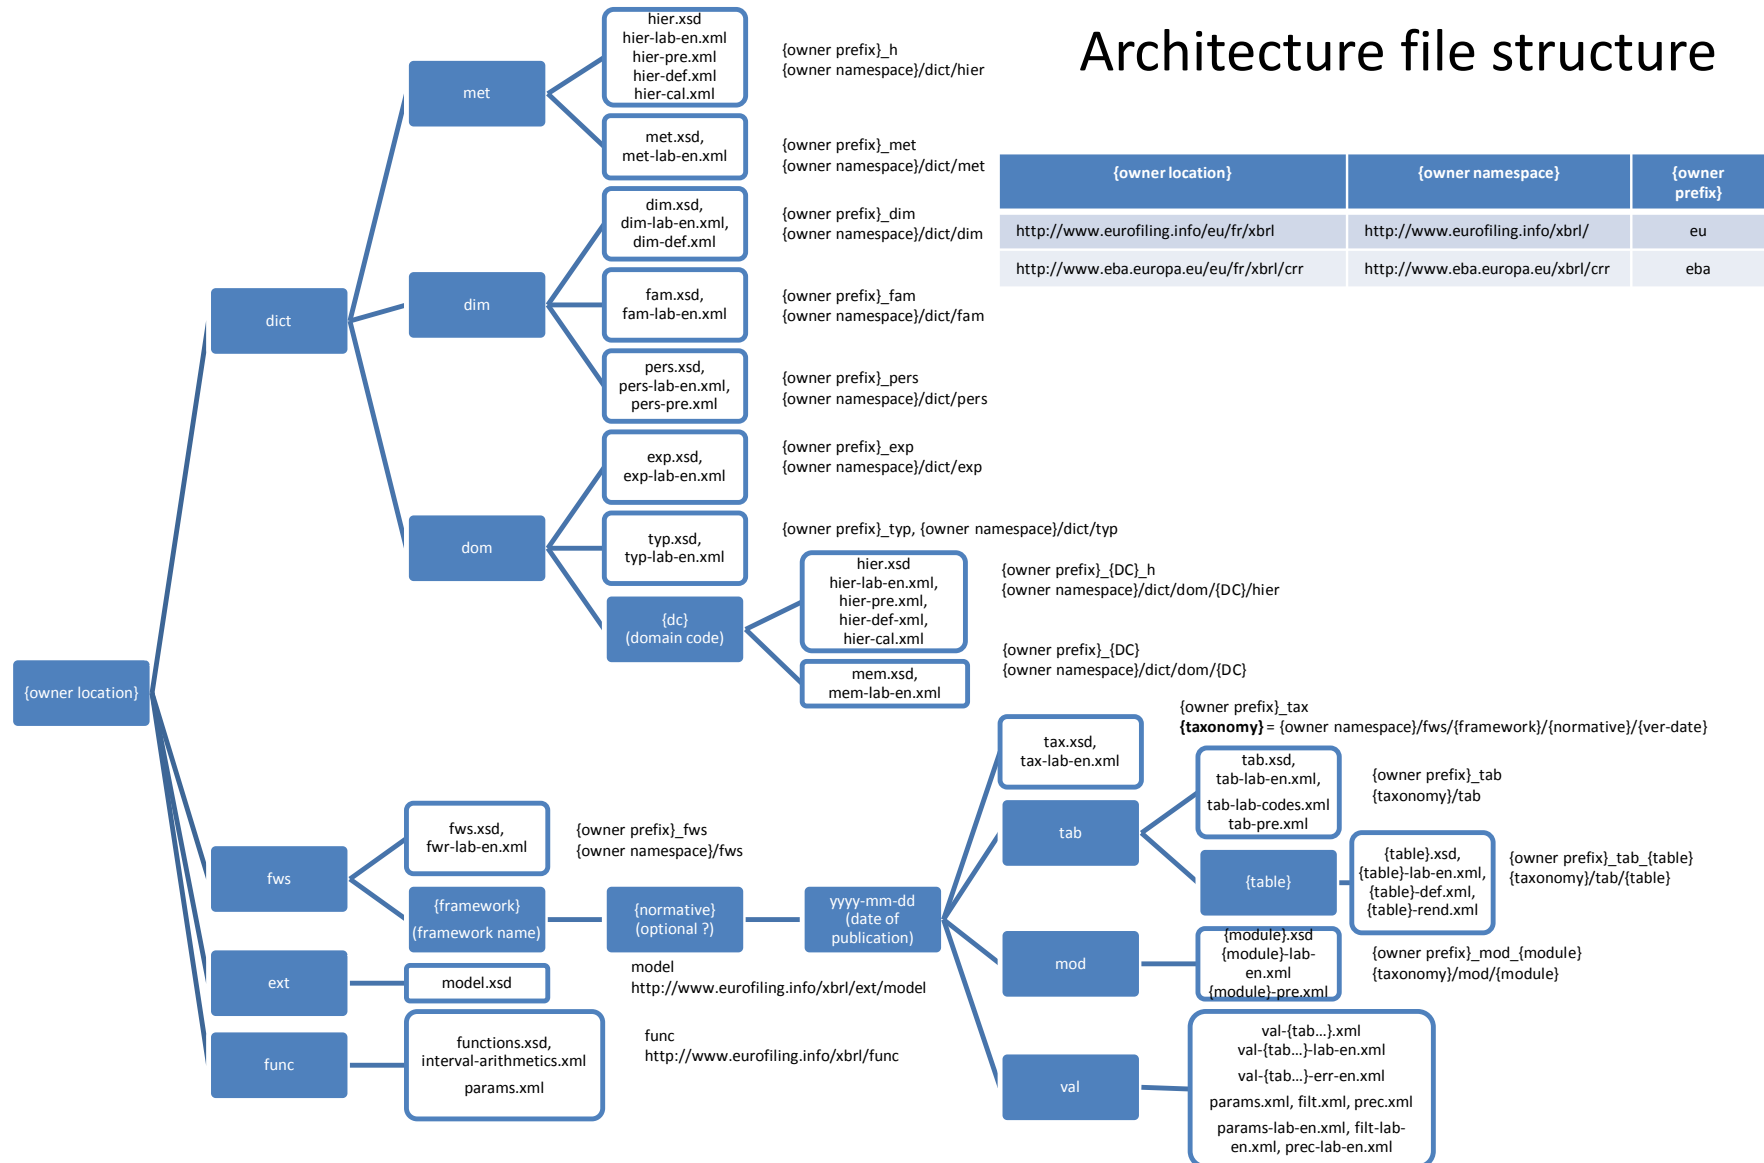 Architecture file structure
{owner location}
dict
met
hier.xsd
hier-lab-en.xml
hier-pre.xml
hier-def.xml
hier-cal.xml
{owner prefix}_h
{owner namespace}/dict/hier
met.xsd,
met-lab-en.xml
{owner prefix}_met
{owner namespace}/dict/met
dim
dim.xsd,
dim-lab-en.xml,
dim-def.xml
{owner prefix}_dim
{owner namespace}/dict/dim
fam.xsd,
fam-lab-en.xml
{owner prefix}_fam
{owner namespace}/dict/fam
pers.xsd,
pers-lab-en.xml,
pers-pre.xml
{owner prefix}_pers
{owner namespace}/dict/pers
dom
exp.xsd,
exp-lab-en.xml
{owner prefix}_exp
{owner namespace}/dict/exp
typ.xsd,
typ-lab-en.xml
{owner prefix}_typ, {owner namespace}/dict/typ
{dc}
(domain code)
hier.xsd
hier-lab-en.xml,
hier-pre.xml,
hier-def-xml,
hier-cal.xml
{owner prefix}_{DC}_h
{owner namespace}/dict/dom/{DC}/hier
mem.xsd,
mem-lab-en.xml
{owner prefix}_{DC}
{owner namespace}/dict/dom/{DC}
{owner location} {owner namespace} {owner
prefix}
http://www.eurofiling.info/eu/fr/xbrl http://www.eurofiling.info/xbrl/ eu
http://www.eba.europa.eu/eu/fr/xbrl/crr http://www.eba.europa.eu/xbrl/crr eba
fws
fws.xsd,
fwr-lab-en.xml
{owner prefix}_fws
{owner namespace}/fws
{framework}
(framework name)
{normative}
(optional ?)
yyyy-mm-dd
(date of
publication)
tax.xsd,
tax-lab-en.xml
{owner prefix}_tax
{taxonomy} = {owner namespace}/fws/{framework}/{normative}/{ver-date}
tab
tab.xsd,
tab-lab-en.xml,
tab-lab-codes.xml
tab-pre.xml
{owner prefix}_tab
{taxonomy}/tab
{table}
{table}.xsd,
{table}-lab-en.xml,
{table}-def.xml,
{table}-rend.xml
{owner prefix}_tab_{table}
{taxonomy}/tab/{table}
mod
{module}.xsd
{module}-lab-
en.xml
{module}-pre.xml
{owner prefix}_mod_{module}
{taxonomy}/mod/{module}
val
val-{tab...}.xml
val-{tab...}-lab-en.xml
val-{tab...}-err-en.xml
params.xml, filt.xml, prec.xml
params-lab-en.xml, filt-lab-
en.xml, prec-lab-en.xml
ext
model.xsd
model
http://www.eurofiling.info/xbrl/ext/model
func
functions.xsd,
interval-arithmetics.xml
params.xml
func
http://www.eurofiling.info/xbrl/func